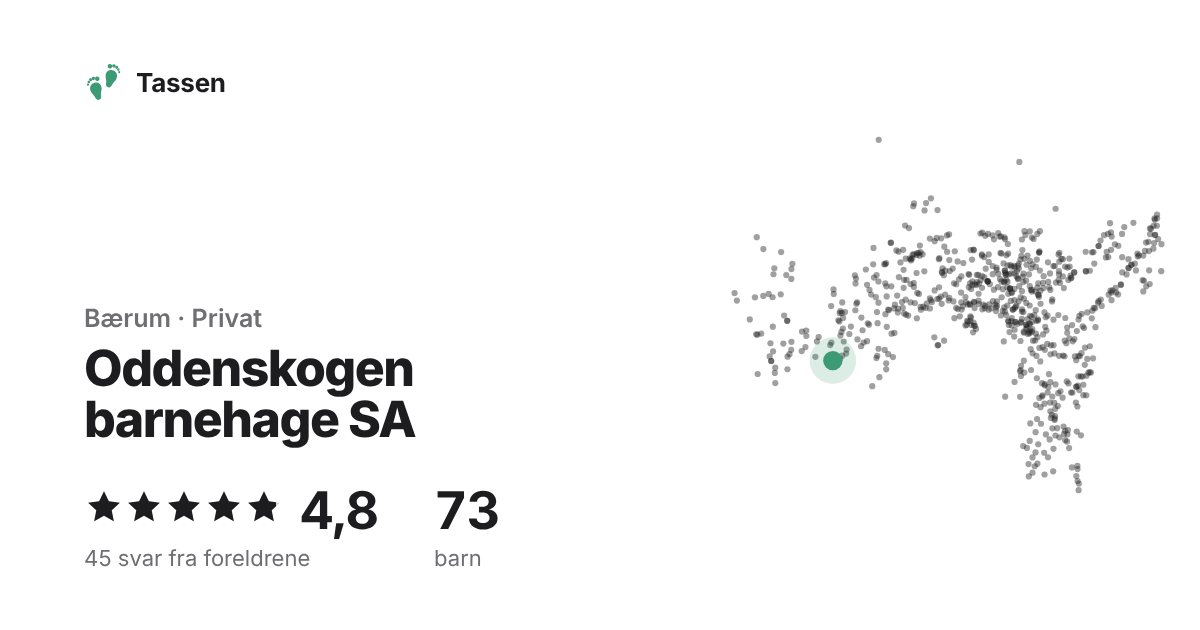 Tassen
Bærum · Privat
Oddenskogen
barnehage SA
4,8
73
45 svar fra foreldrene
barn